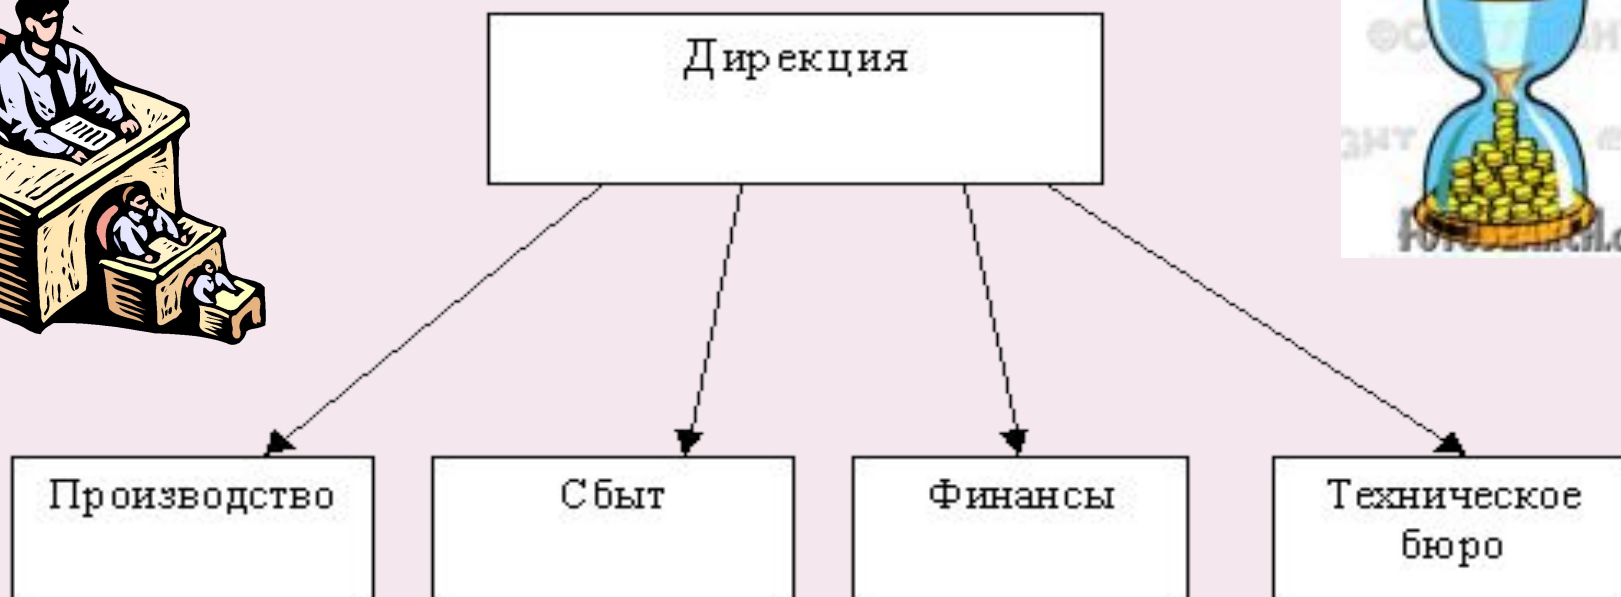 Дирекция
Производство
Сбыт
Финансы
Техническое
бюро